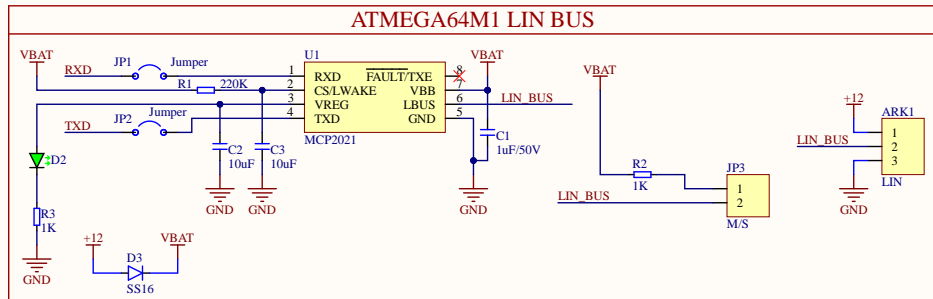 ATMEGA64M1 LIN BUS
VBAT
RXD
JP1
Jumper
R1
220K
TXD
JP2
Jumper
U1
1
2
3
4
RXD
CS/LWAKE
VREG
TXD
FAULT/TXE
VBB
LBUS
GND
8
7
6
5
MCP2021
VBAT
LIN_BUS
C1
1uF/50V
GND
C2
10uF
GND
C3
10uF
GND
D2
R3
1K
GND
+12
D3
SS16
VBAT
VBAT
R2
1K
LIN_BUS
JP3
1
2
M/S
+12
LIN_BUS
GND
ARK1
1
2
3
LIN